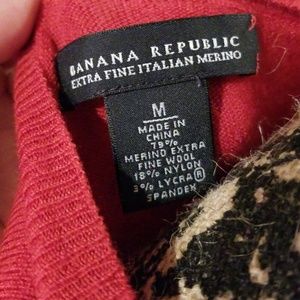 BANANA REPUBLIC
EXTRA FINE ITALIAN MERINO
M
MADE IN
CHINA
79%
MERINO EXTRA
FINE WOOL
18% NYLON
3% LYCRA®
SPANDEX